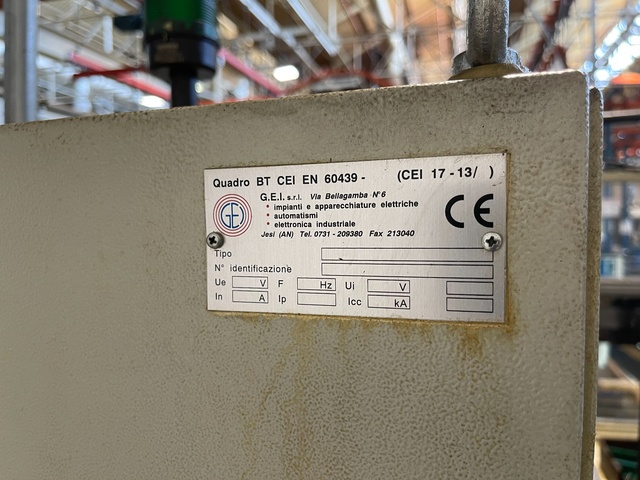 Quadro BT CEI EN 60439 - (CEI 17 - 13/ )
G.E.I. s.r.l. Via Bellagamba N° 6
• impianti e apparecchiature elettriche
• automatismi
• elettronica industriale
Jesi (AN) Tel. 0731 - 209380 Fax 213040
GEI
CE
Tipo
N° identificazione
Ue V F Hz Ui V
In A Ip Icc kA